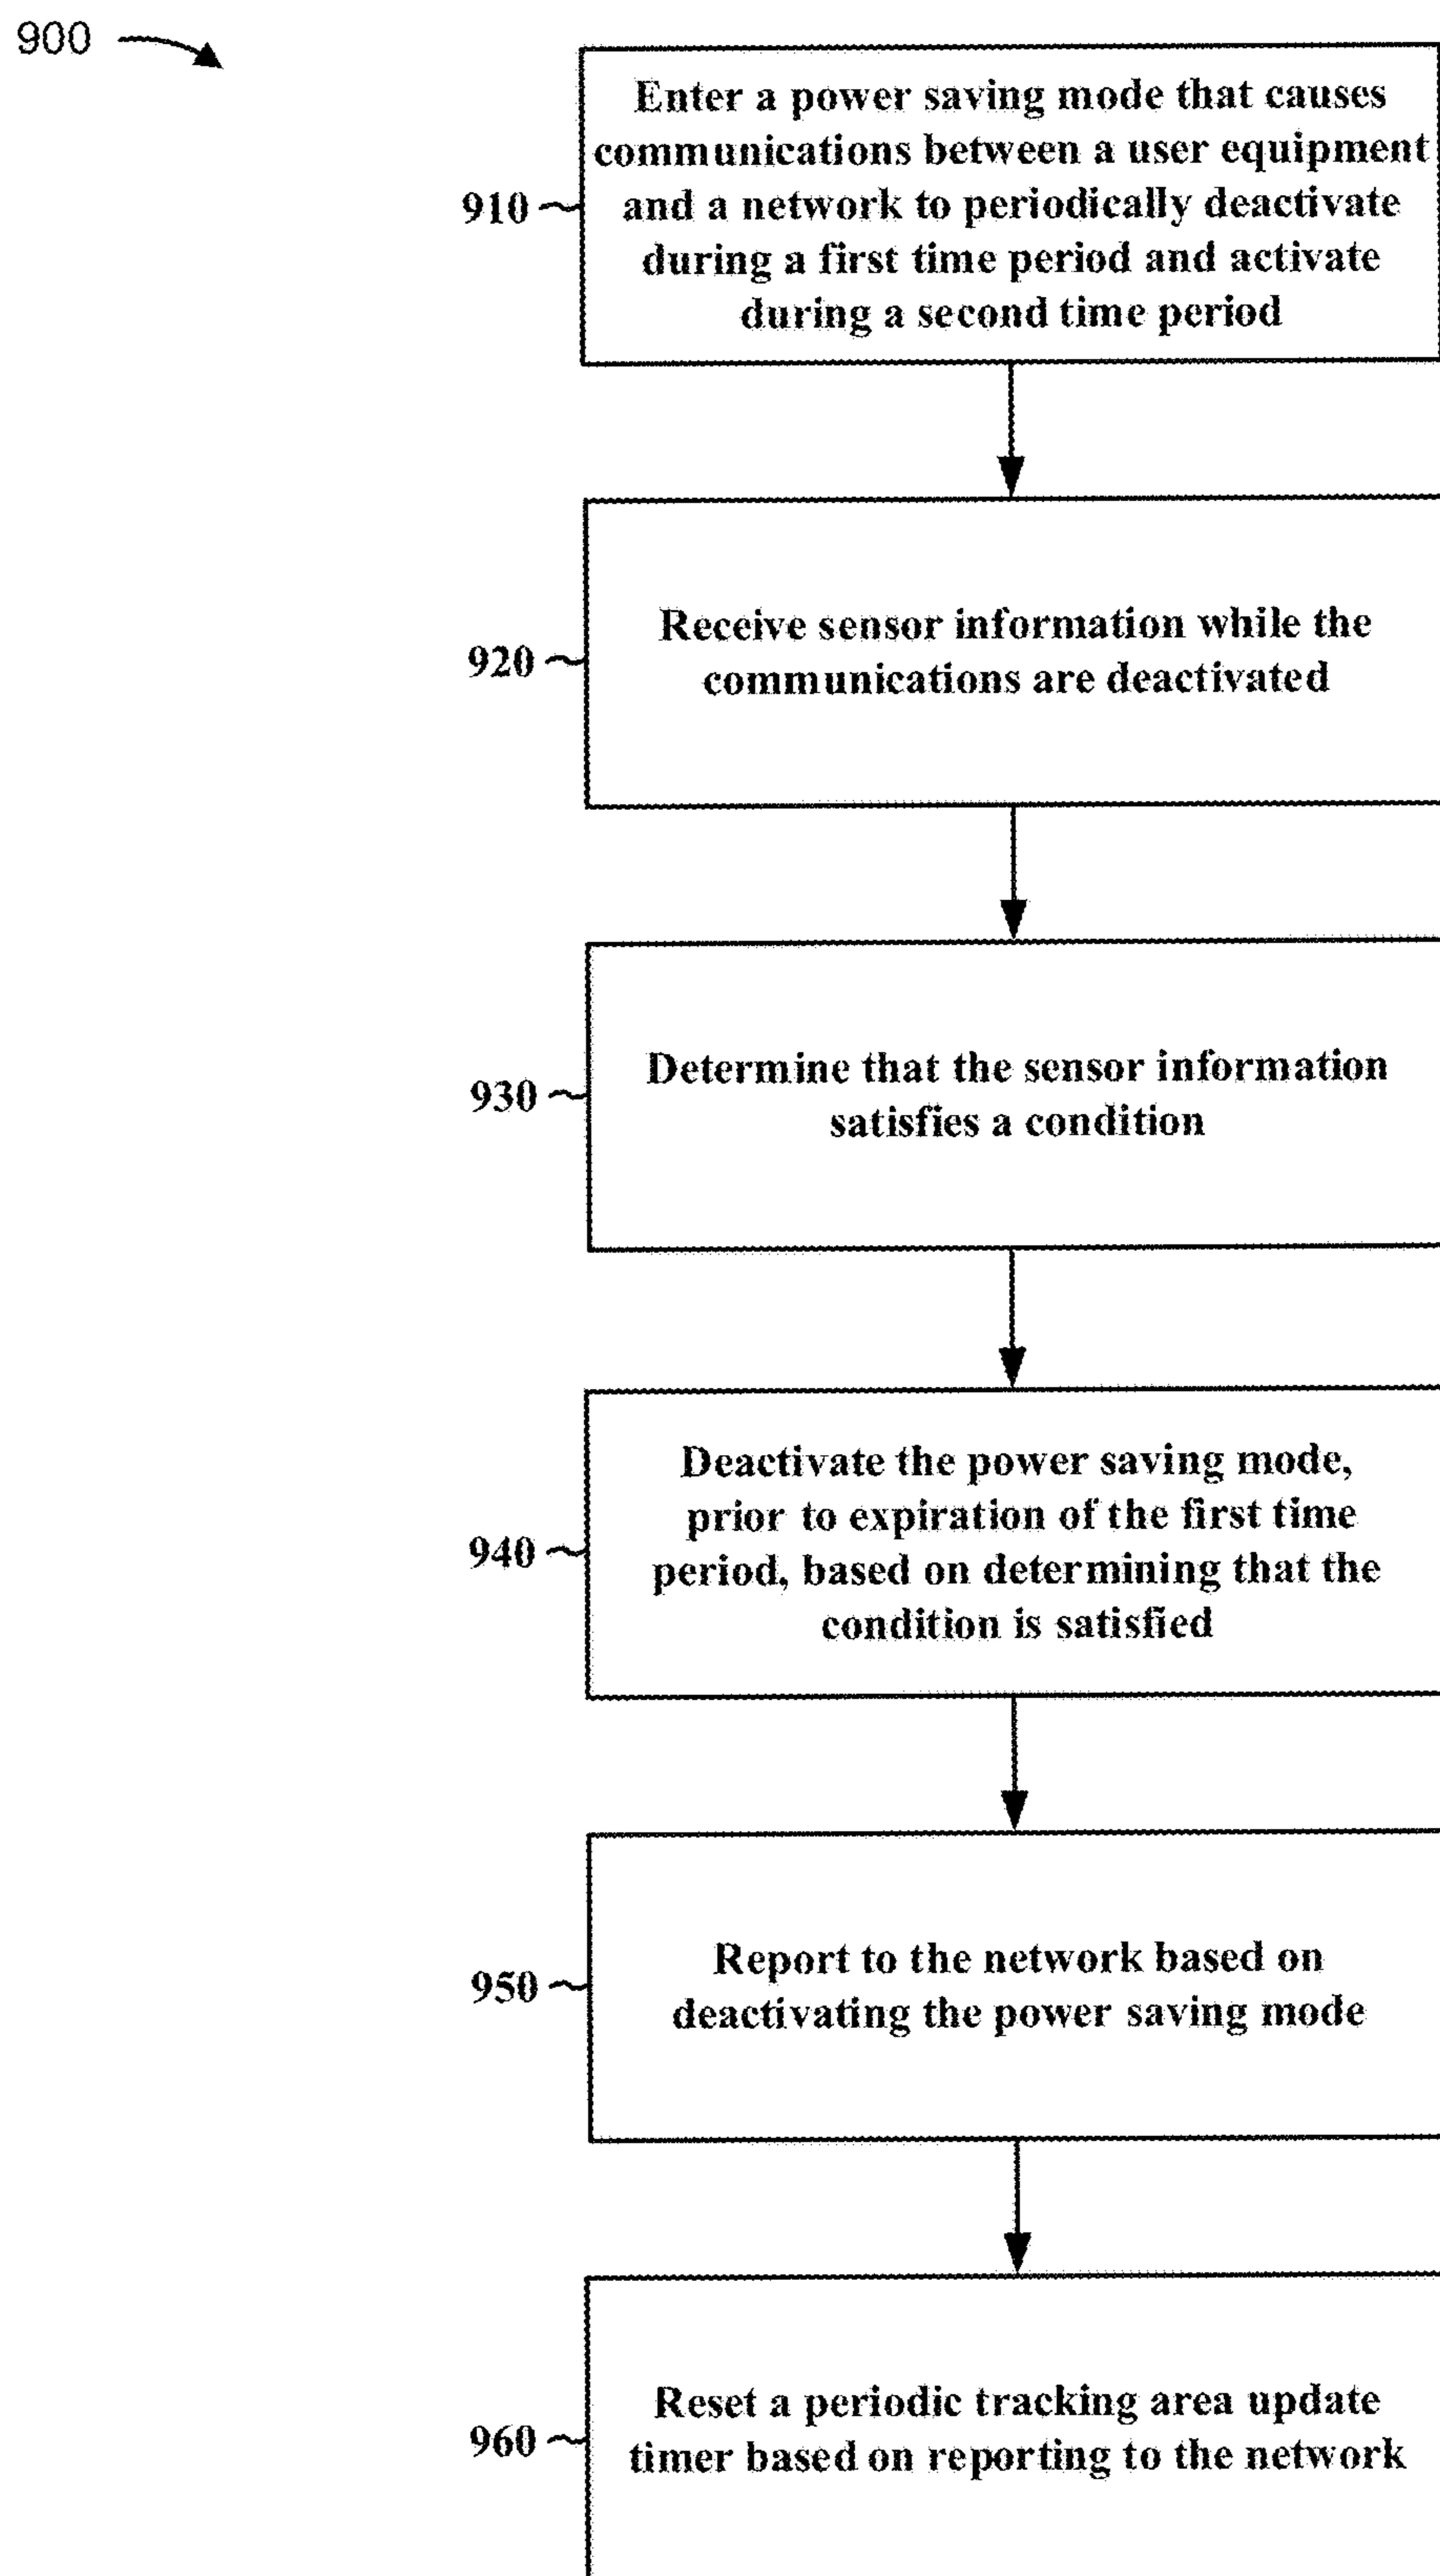 900
Enter a power saving mode that causes
communications between a user equipment
910
and a network to periodically deactivate
during a first time period and activate
during a second time period
Receive sensor information while the
920
communications are deactivated
Determine that the sensor information
930
satisfies a condition
Deactivate the power saving mode,
prior to expiration of the first time
940
period, based on determining that the
condition is satisfied
Report to the network based on
950
deactivating the power saving mode
Reset a periodic tracking area update
960
timer based on reporting to the network